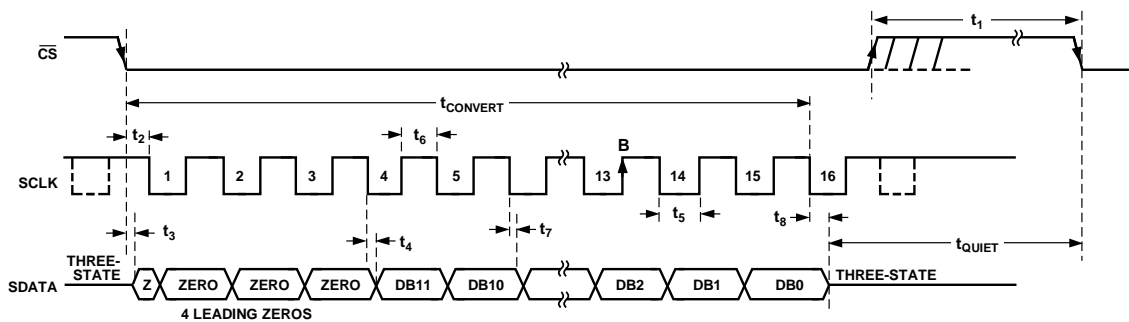 t1
CS
tCONVERT
t2
t6
B
SCLK
1 2 3 4 5 13 14 15 16
t5
t8
t3
t4
t7
tQUIET
THREE-
STATE
THREE-STATE
SDATA
Z ZERO ZERO ZERO DB11 DB10 DB2 DB1 DB0
4 LEADING ZEROS